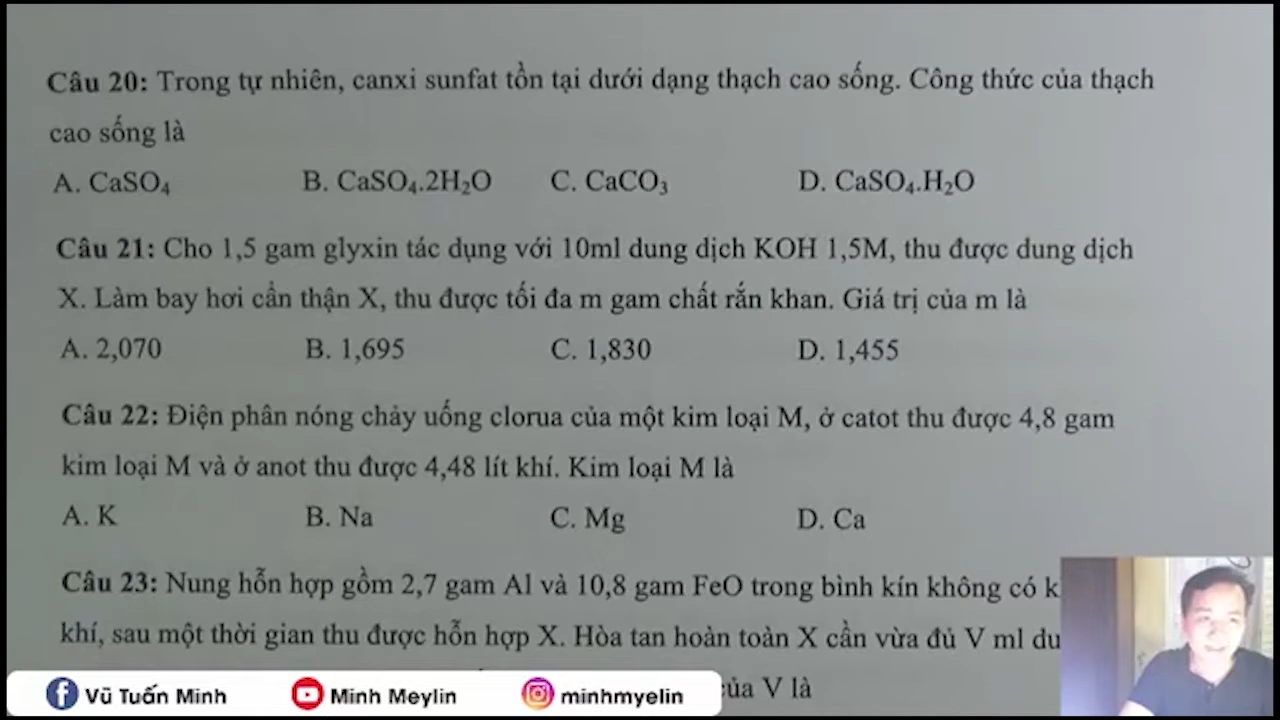 Câu 20: Trong tự nhiên, canxi sunfat tồn tại dưới dạng thạch cao sống. Công thức của thạch
cao sống là
A. CaSO₄ B. CaSO₄.2H₂O C. CaCO₃ D. CaSO₄.H₂O
Câu 21: Cho 1,5 gam glyxin tác dụng với 10ml dung dịch KOH 1,5M, thu được dung dịch
X. Làm bay hơi cẩn thận X, thu được tối đa m gam chất rắn khan. Giá trị của m là
A. 2,070 B. 1,695 C. 1,830 D. 1,455
Câu 22: Điện phân nóng chảy uống clorua của một kim loại M, ở catot thu được 4,8 gam
kim loại M và ở anot thu được 4,48 lít khí. Kim loại M là
A. K B. Na C. Mg D. Ca
Câu 23: Nung hỗn hợp gồm 2,7 gam Al và 10,8 gam FeO trong bình kín không có
khí, sau một thời gian thu được hỗn hợp X. Hòa tan hoàn toàn X cần vừa đủ V ml
của V là
Vũ Tuấn Minh Minh Meylin minhmyelin